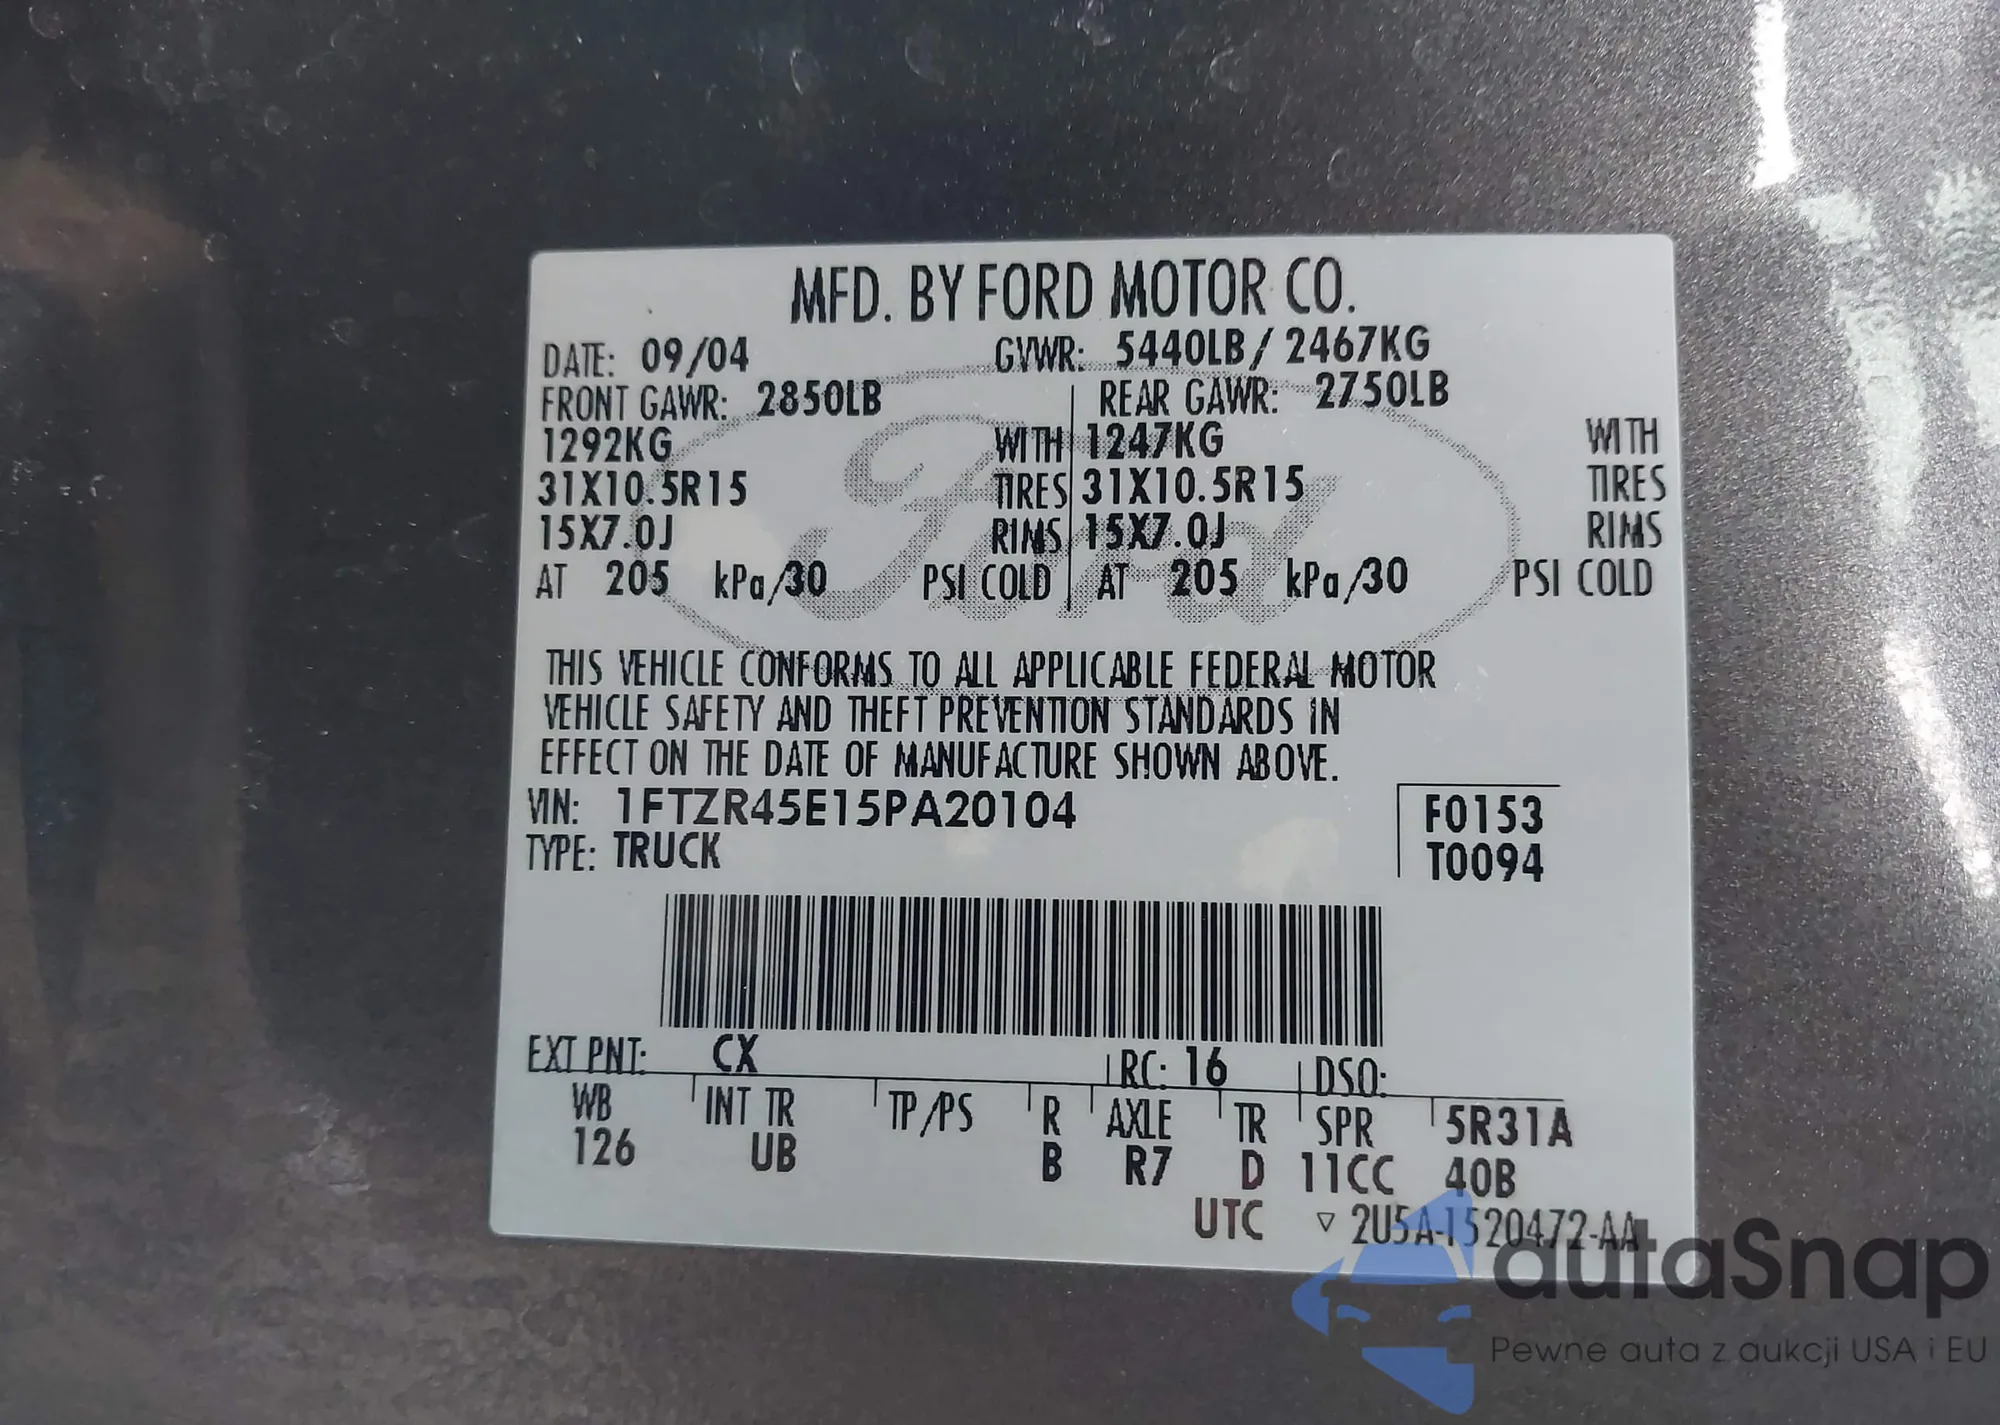 MFD. BY FORD MOTOR CO.
DATE: 09/04 GVWR: 5440LB / 2467KG
FRONT GAWR: 2850LB REAR GAWR: 2750LB
1292KG WITH 1247KG WITH
31X10.5R15 TIRES 31X10.5R15 TIRES
15X7.0J RIMS 15X7.0J RIMS
AT 205 kPa/30 PSI COLD AT 205 kPa/30 PSI COLD
Ford
THIS VEHICLE CONFORMS TO ALL APPLICABLE FEDERAL MOTOR
VEHICLE SAFETY AND THEFT PREVENTION STANDARDS IN
EFFECT ON THE DATE OF MANUFACTURE SHOWN ABOVE.
VIN: 1FTZR45E15PA20104 F0153
TYPE: TRUCK T0094
EXT PNT: CX RC: 16 DSO:
WB INT TR TP/PS R AXLE TR SPR 5R31A
126 UB B R7 D 11CC 40B
UTC ▽ 2U5A-1520472-AA
autaSnap
Pewne auta z aukcji USA i EU